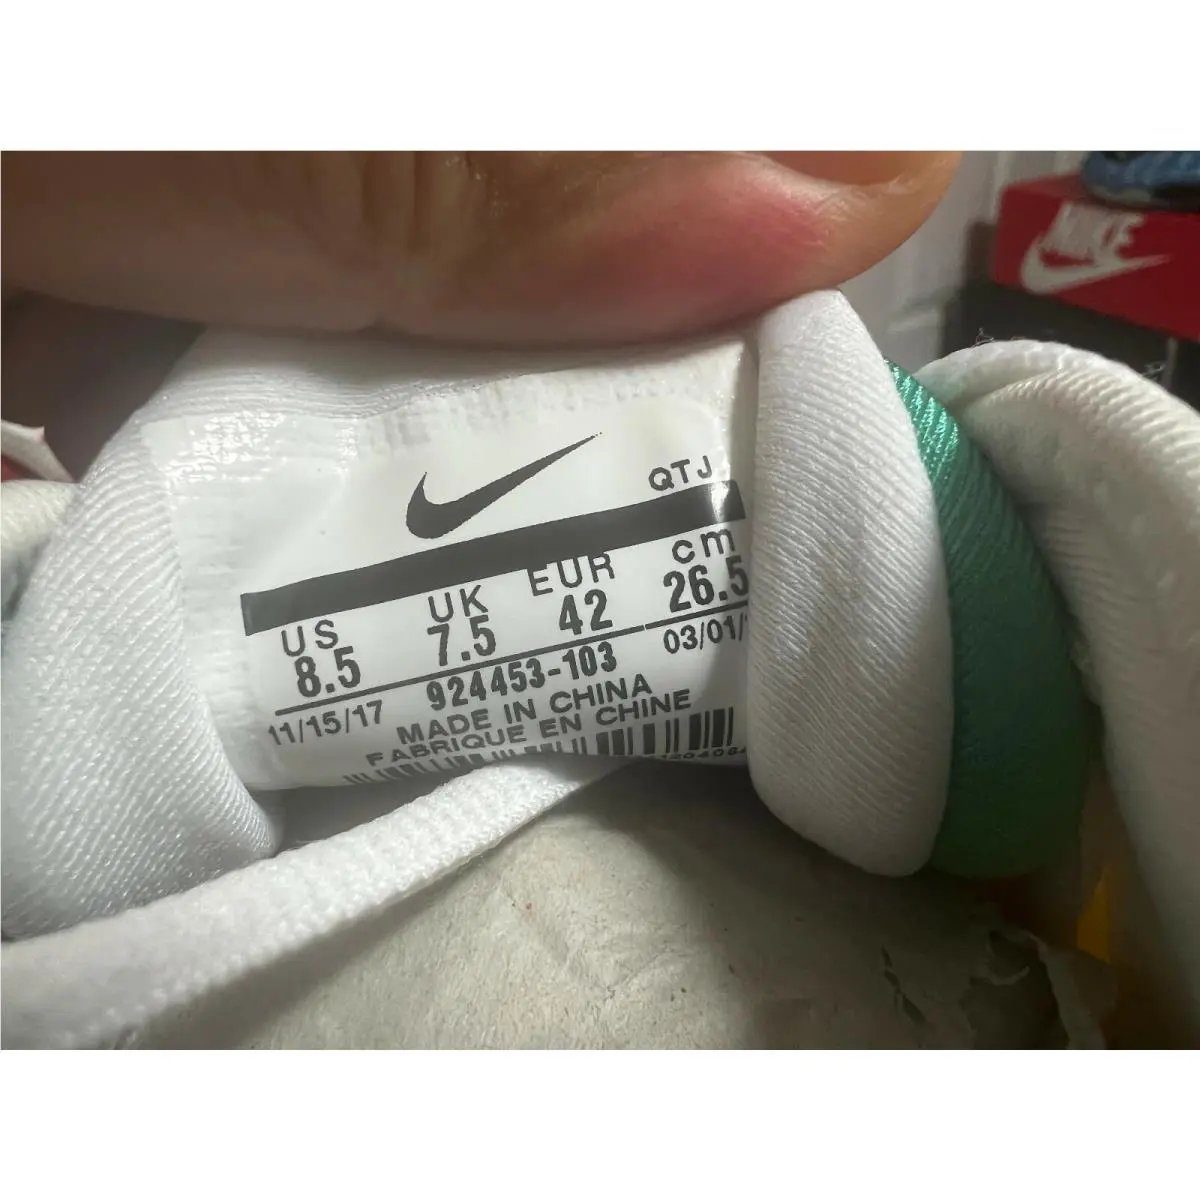 NIKE
QTJ
US UK EUR cm
8.5 7.5 42 26.5
924453-103
11/15/17 03/01/
MADE IN CHINA
FABRIQUE EN CHINE